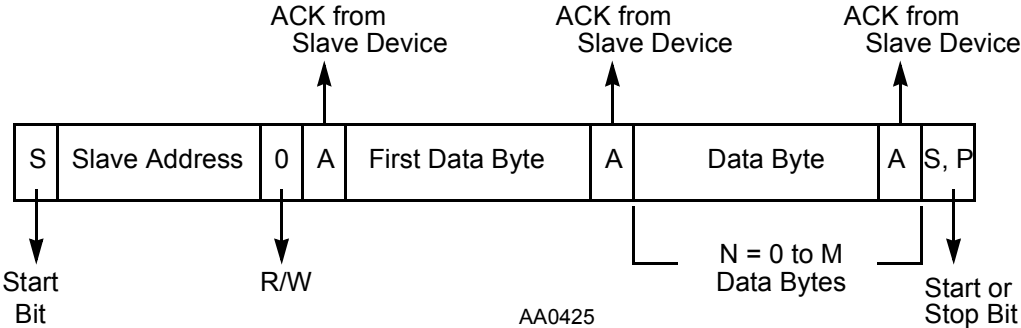 ACK from
Slave Device
ACK from
Slave Device
ACK from
Slave Device
S Slave Address 0 A First Data Byte A Data Byte A S, P
Start
Bit
R/W
N = 0 to M
Data Bytes
Start or
Stop Bit
AA0425